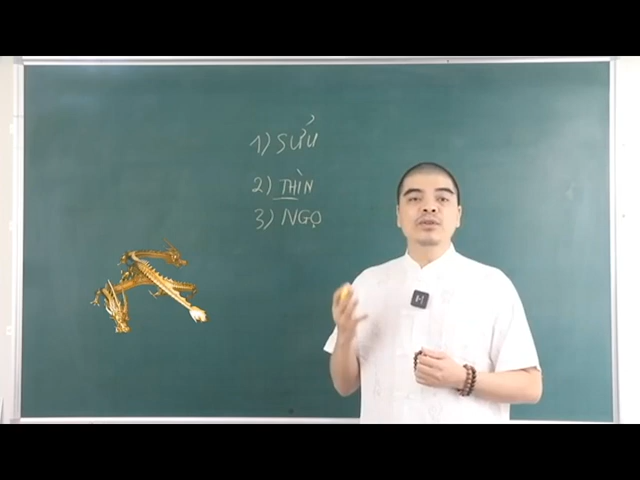 1) SỬU
2) THÌN
3) NGỌ